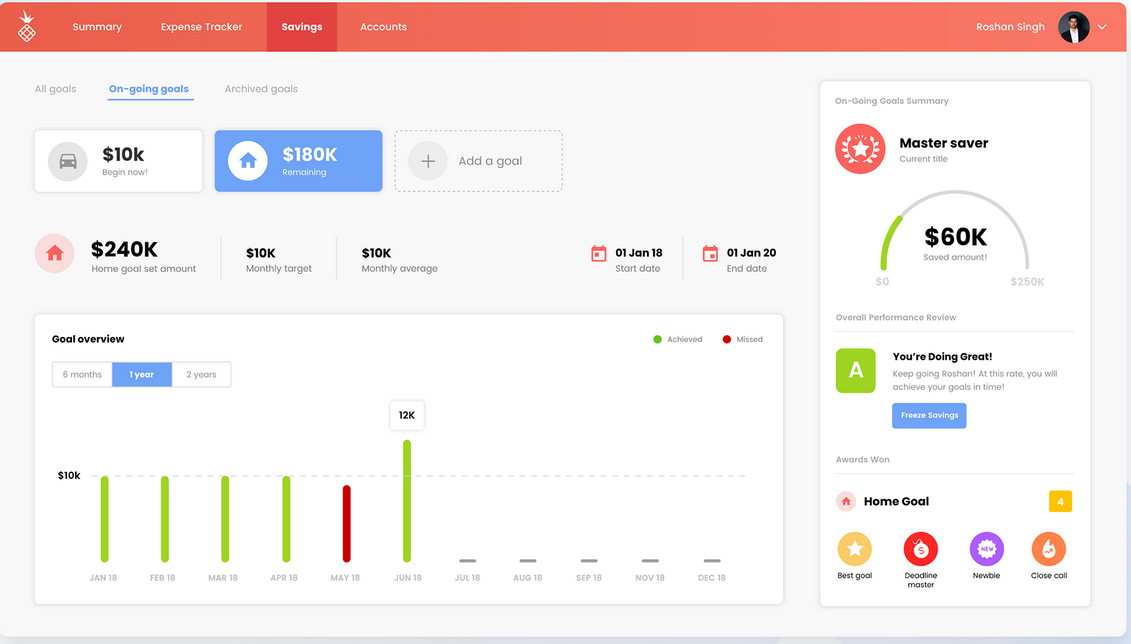 Summary
Expense Tracker
Savings
Accounts
Roshan Singh
All goals
On-going goals
Archived goals
$10k
Begin now!
$180K
Remaining
Add a goal
$240K
Home goal set amount
$10K
Monthly target
$10K
Monthly average
01 Jan 18
Start date
01 Jan 20
End date
Goal overview
Achieved
Missed
6 months
1 year
2 years
12K
$10k
JAN 18
FEB 18
MAR 18
APR 18
MAY 18
JUN 18
JUL 18
AUG 18
SEP 18
NOV 18
DEC 18
On-Going Goals Summary
Master saver
Current title
$60K
Saved amount!
$0
$250K
Overall Performance Review
A
You're Doing Great!
Keep going Roshan! At this rate, you will
achieve your goals in time!
Freeze Savings
Awards Won
Home Goal
4
$
NEW
Best goal
Deadline
master
Newbie
Close call